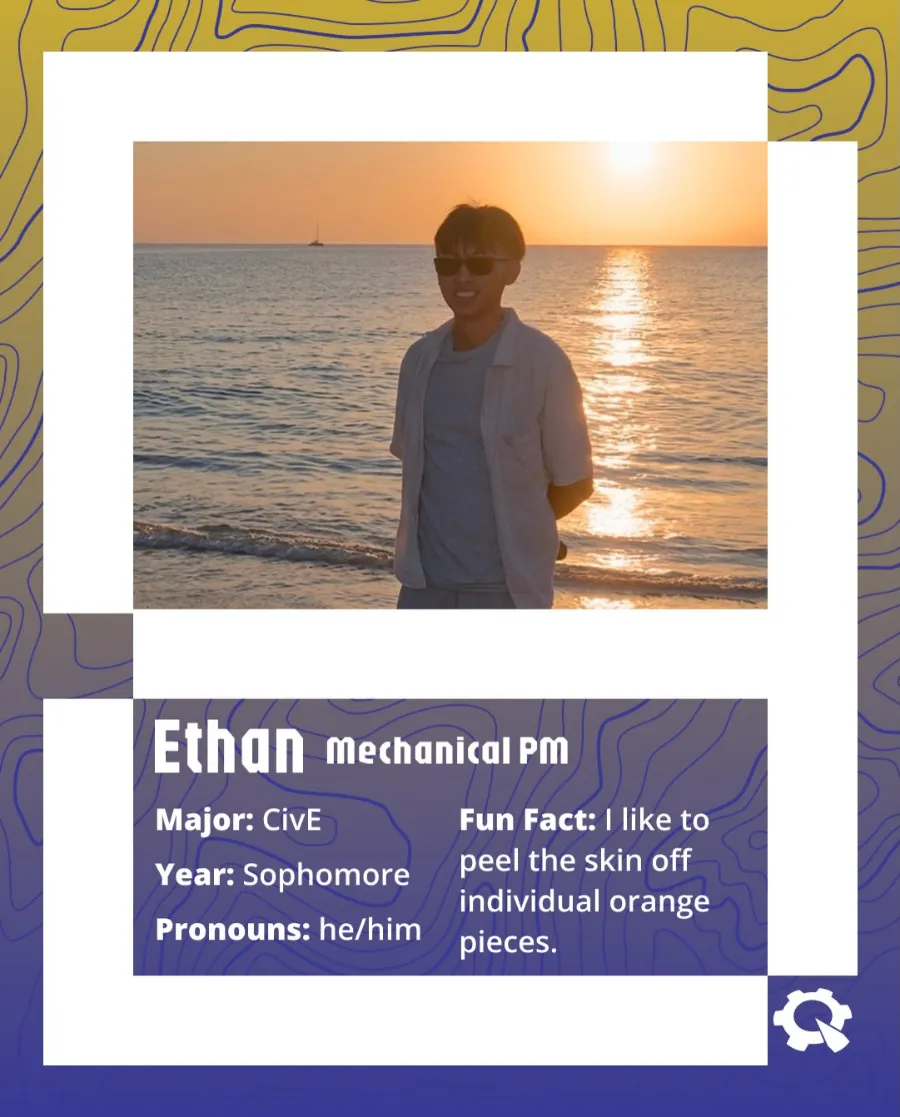 Ethan Mechanical PM
Major: CivE
Year: Sophomore
Pronouns: he/him
Fun Fact: I like to
peel the skin off
individual orange
pieces.